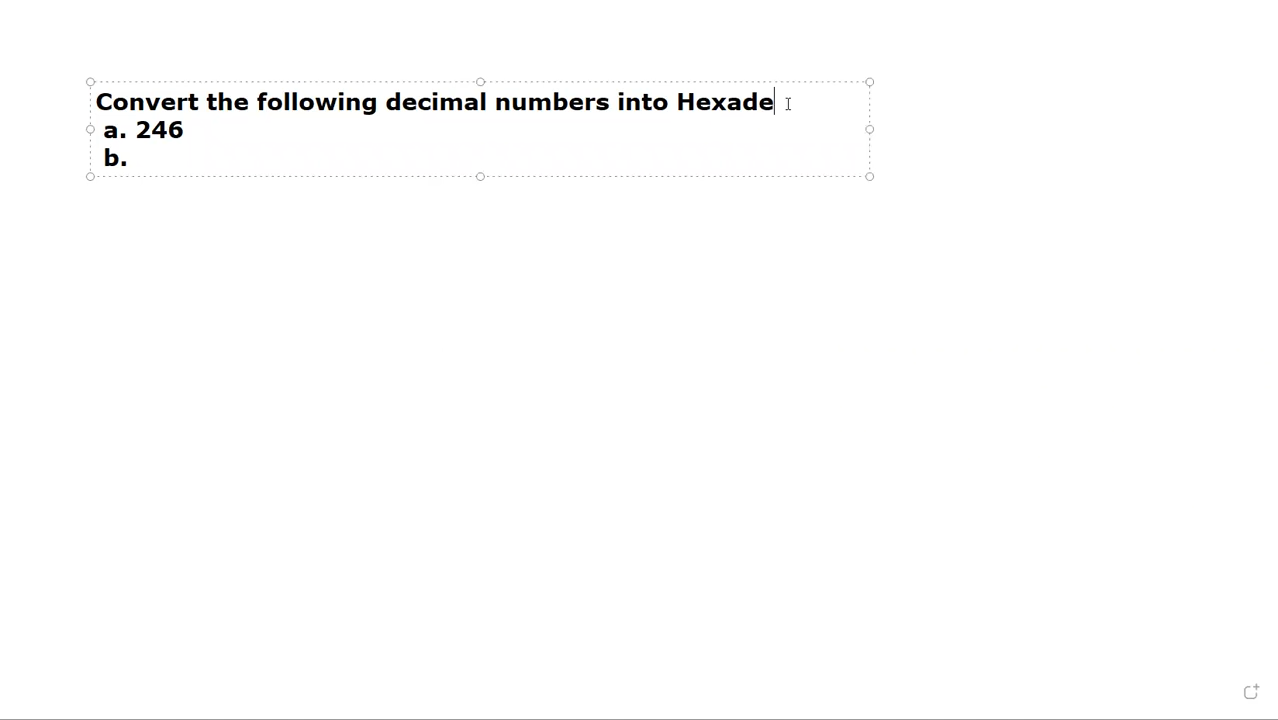 Convert the following decimal numbers into Hexade
a. 246
b.